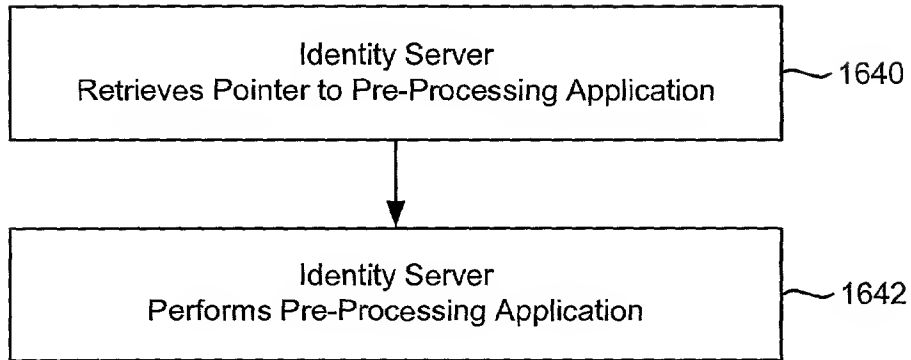 Identity Server
Retrieves Pointer to Pre-Processing Application
1640
Identity Server
Performs Pre-Processing Application
1642